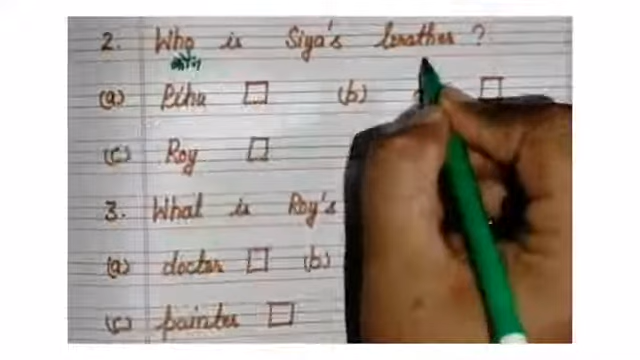 2. Who is Siya's brother ?
(a) Pihu (b)
(c) Roy
3. What is Roy's
(a) doctor (b)
(c) painter